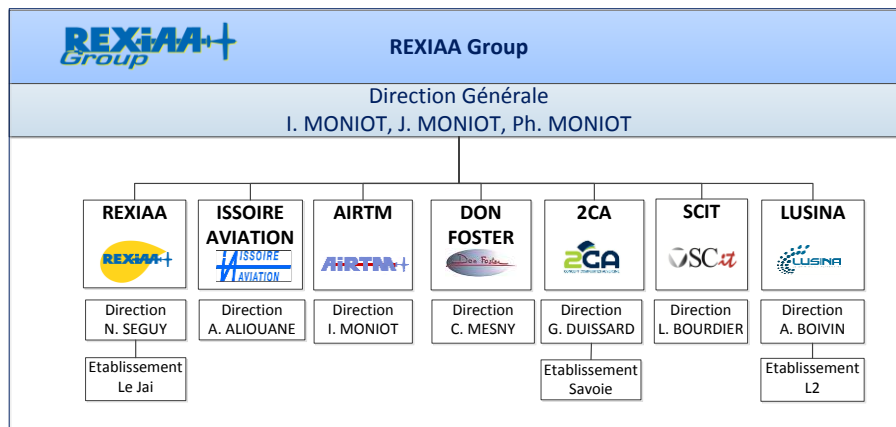 REXiAA
Group
REXIAA Group
Direction Générale
I. MONIOT, J. MONIOT, Ph. MONIOT
REXIAA
ISSOIRE
AVIATION
AIRTM
DON
FOSTER
2CA
SCIT
LUSINA
REXiAA
ISSOIRE
AVIATION
AiRTM
Don Foster
2CA
SCit
LUSINA
Direction
N. SEGUY
Direction
A. ALIOUANE
Direction
I. MONIOT
Direction
C. MESNY
Direction
G. DUISSARD
Direction
L. BOURDIER
Direction
A. BOIVIN
Etablissement
Le Jai
Etablissement
Savoie
Etablissement
L2